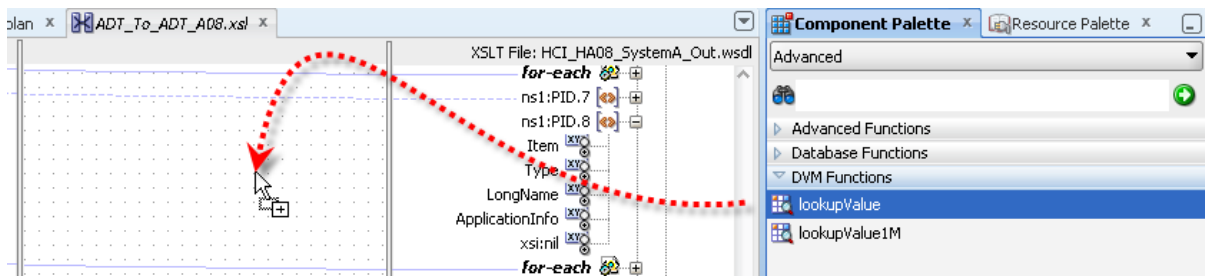 plan
ADT_To_ADT_A08.xsl
XSLT File: HCI_HA08_SystemA_Out.wsdl
for-each
ns1:PID.7
ns1:PID.8
Item
Type
LongName
ApplicationInfo
xsi:nil
for-each
Component Palette
Resource Palette
Advanced
Advanced Functions
Database Functions
DVM Functions
lookupValue
lookupValue1M